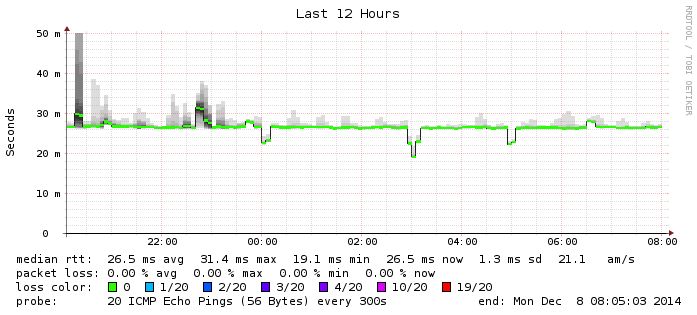 Last 12 Hours
RRDTOOL / TOBI OETIKER
Seconds
50 m
40 m
30 m
20 m
10 m
0
22:00 00:00 02:00 04:00 06:00 08:00
median rtt: 26.5 ms avg 31.4 ms max 19.1 ms min 26.5 ms now 1.3 ms sd 21.1 am/s
packet loss: 0.00 % avg 0.00 % max 0.00 % min 0.00 % now
loss color: 0 1/20 2/20 3/20 4/20 10/20 19/20
probe: 20 ICMP Echo Pings (56 Bytes) every 300s end: Mon Dec 8 08:05:03 2014